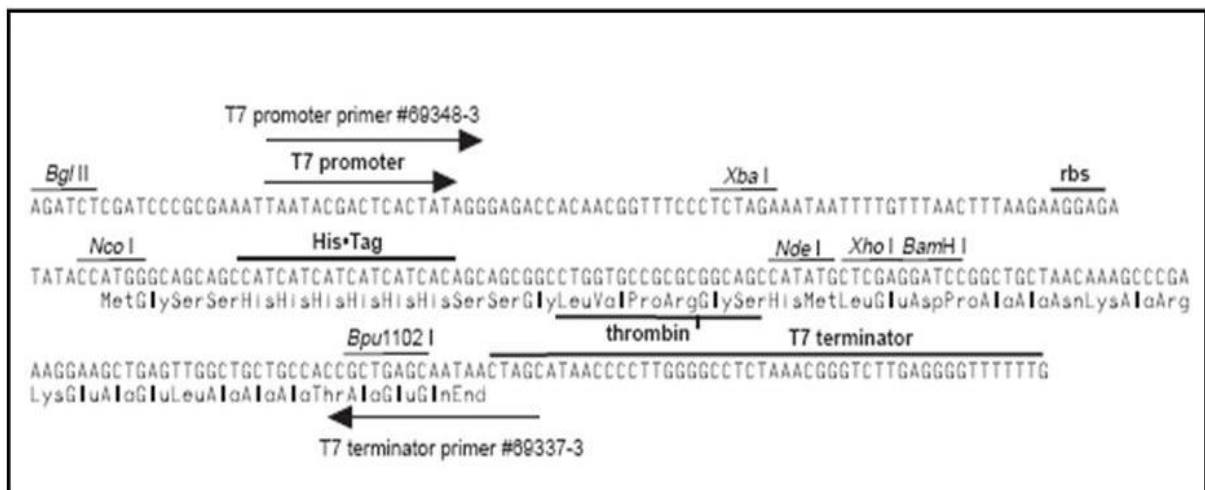 T7 promoter primer #69348-3
Bgl II T7 promoter Xba I rbs
AGATCTCGATCCCGCGAAATTAATACGACTCACTATAGGGAGACCACAACGGTTTCCCTCTAGAAATAATTTTGTTTAACTTTAAGAAGGAGA
Nco I His•Tag Nde I Xho I BamH I
TATACCATGGGCAGCAGCCATCATCATCATCATCACAGCAGCGGCCTGGTGCCGCGCGGCAGCCATATGCTCGAGGATCCGGCTGCTAACAAAGCCCGA
MetGlySerSerHisHisHisHisHisHisSerSerGlyLeuValProArgGlySerHisMetLeuGluAspProAlaAlaAsnLysAlaArg
Bpu1102 I thrombin T7 terminator
AAGGAAGCTGAGTTGGCTGCTGCCACCGCTGAGCAATAACTAGCATAACCCCTTGGGGCCTCTAAACGGGTCTTGAGGGGTTTTTTG
LysGluAlaGluLeuAlaAlaAlaThrAlaGluGlnEnd
T7 terminator primer #69337-3